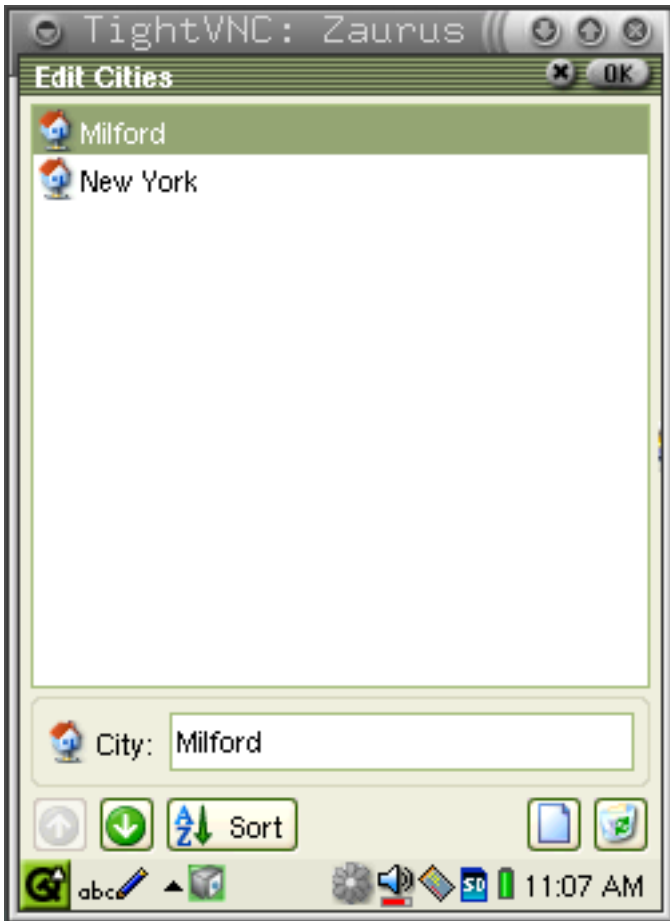 TightVNC: Zaurus
Edit Cities OK
Milford
New York
City: Milford
A Z Sort
abc SD 11:07 AM